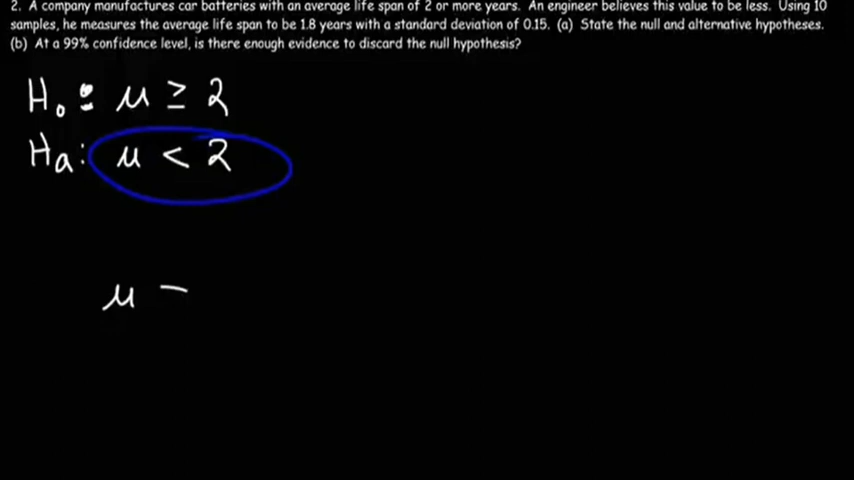 2. A company manufactures car batteries with an average life span of 2 or more years. An engineer believes this value to be less. Using 10
samples, he measures the average life span to be 1.8 years with a standard deviation of 0.15. (a) State the null and alternative hypotheses.
(b) At a 99% confidence level, is there enough evidence to discard the null hypothesis?
H₀: μ ≥ 2
Hₐ: μ < 2
μ −